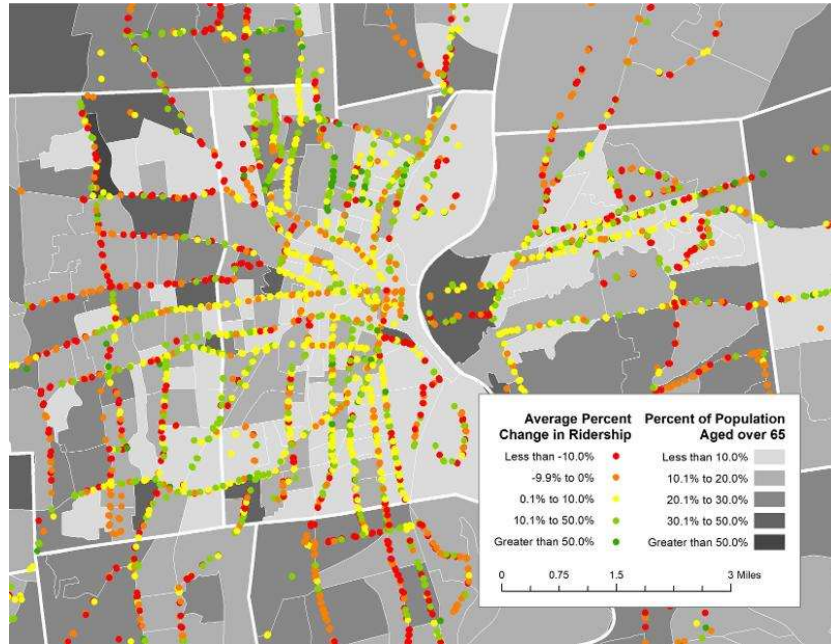 Average Percent
Change in Ridership
Less than -10.0%
-9.9% to 0%
0.1% to 10.0%
10.1% to 50.0%
Greater than 50.0%
Percent of Population
Aged over 65
Less than 10.0%
10.1% to 20.0%
20.1% to 30.0%
30.1% to 50.0%
Greater than 50.0%
0 0.75 1.5 3 Miles